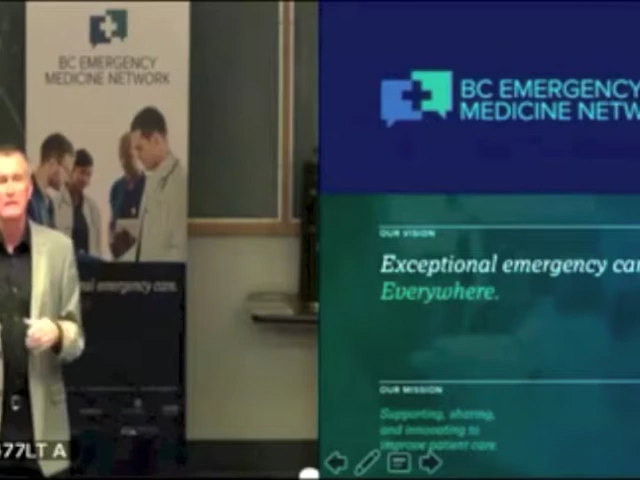 BC EMERGENCY
MEDICINE NETWORK
al emergency care.
677LT A
BC EMERGENCY
MEDICINE NETW
OUR VISION
Exceptional emergency car
Everywhere.
OUR MISSION
Supporting, sharing,
and innovating to
improve patient care.